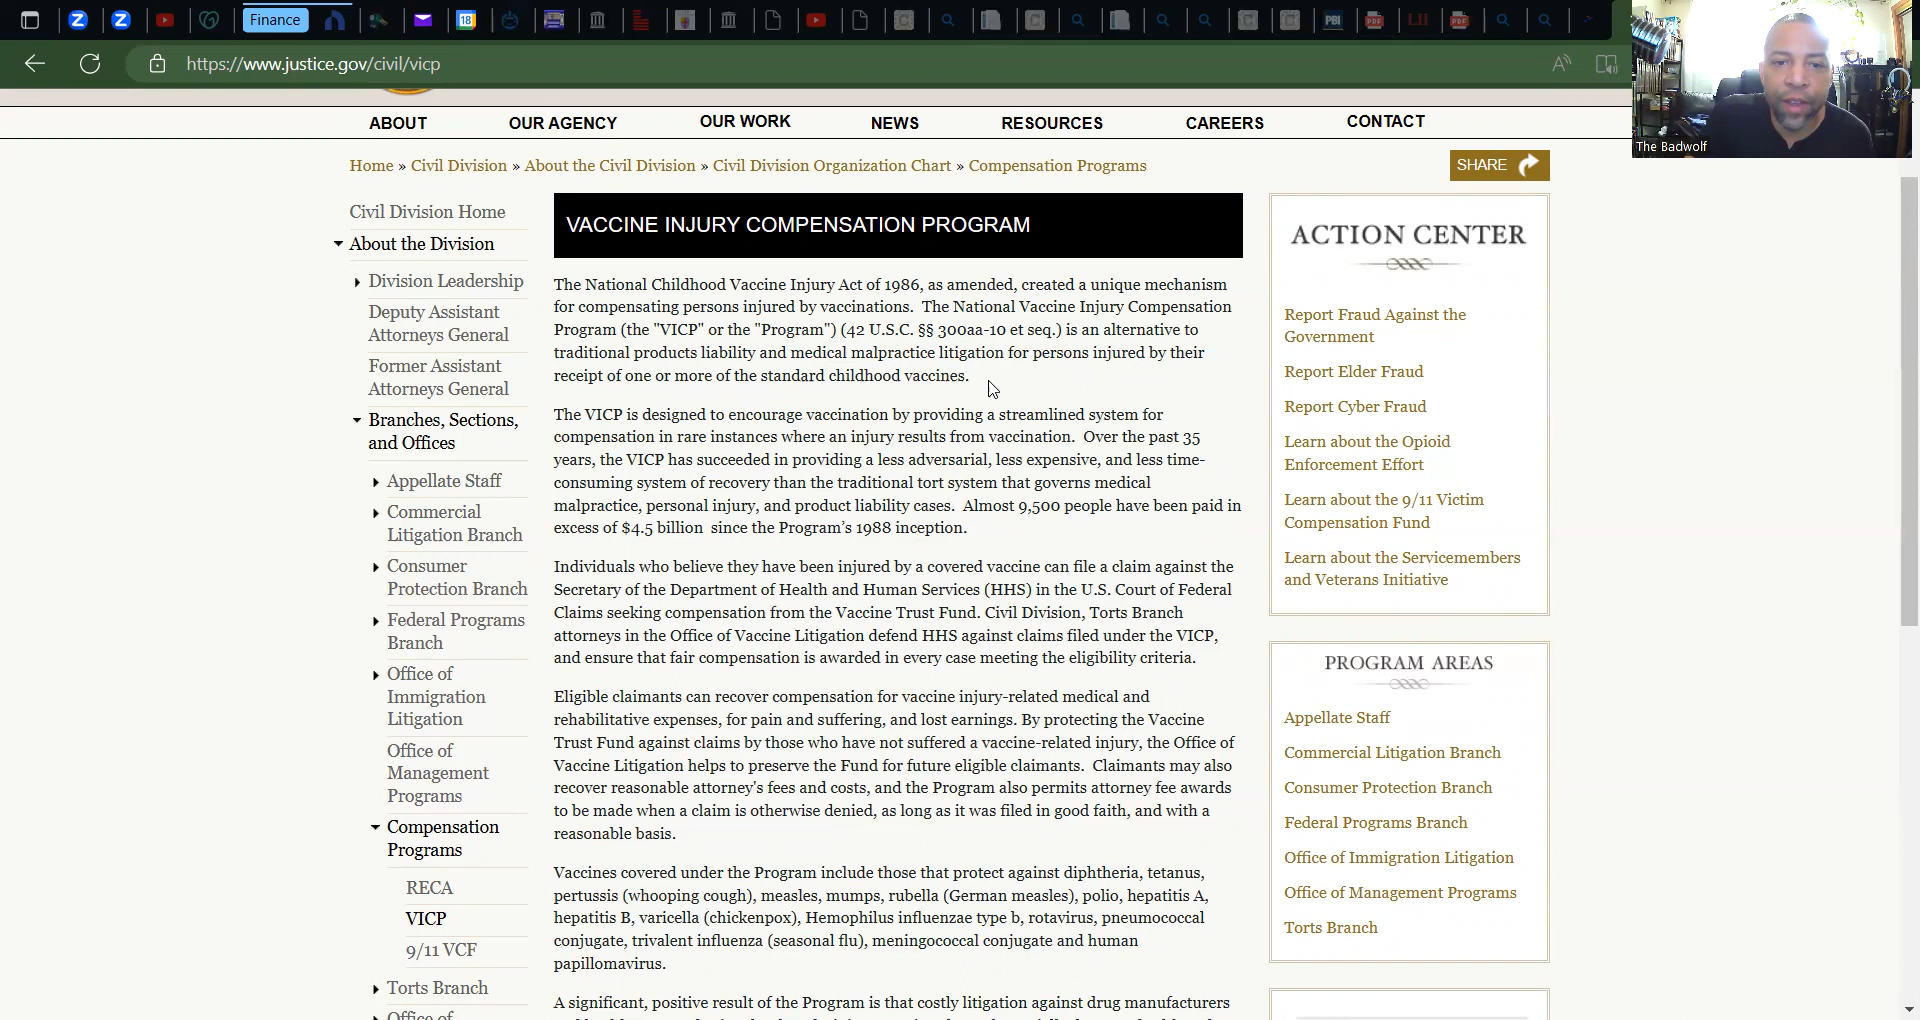 Finance
18
PBI
PDF
LII
PDF
https://www.justice.gov/civil/vicp
The Badwolf
ABOUT
OUR AGENCY
OUR WORK
NEWS
RESOURCES
CAREERS
CONTACT
Home » Civil Division » About the Civil Division » Civil Division Organization Chart » Compensation Programs
SHARE
Civil Division Home
About the Division
Division Leadership
Deputy Assistant
Attorneys General
Former Assistant
Attorneys General
Branches, Sections,
and Offices
Appellate Staff
Commercial
Litigation Branch
Consumer
Protection Branch
Federal Programs
Branch
Office of
Immigration
Litigation
Office of
Management
Programs
Compensation
Programs
RECA
VICP
9/11 VCF
Torts Branch
Office of
VACCINE INJURY COMPENSATION PROGRAM
The National Childhood Vaccine Injury Act of 1986, as amended, created a unique mechanism
for compensating persons injured by vaccinations.  The National Vaccine Injury Compensation
Program (the "VICP" or the "Program") (42 U.S.C. §§ 300aa-10 et seq.) is an alternative to
traditional products liability and medical malpractice litigation for persons injured by their
receipt of one or more of the standard childhood vaccines.
The VICP is designed to encourage vaccination by providing a streamlined system for
compensation in rare instances where an injury results from vaccination.  Over the past 35
years, the VICP has succeeded in providing a less adversarial, less expensive, and less time-
consuming system of recovery than the traditional tort system that governs medical
malpractice, personal injury, and product liability cases.  Almost 9,500 people have been paid in
excess of $4.5 billion  since the Program's 1988 inception.
Individuals who believe they have been injured by a covered vaccine can file a claim against the
Secretary of the Department of Health and Human Services (HHS) in the U.S. Court of Federal
Claims seeking compensation from the Vaccine Trust Fund. Civil Division, Torts Branch
attorneys in the Office of Vaccine Litigation defend HHS against claims filed under the VICP,
and ensure that fair compensation is awarded in every case meeting the eligibility criteria.
Eligible claimants can recover compensation for vaccine injury-related medical and
rehabilitative expenses, for pain and suffering, and lost earnings. By protecting the Vaccine
Trust Fund against claims by those who have not suffered a vaccine-related injury, the Office of
Vaccine Litigation helps to preserve the Fund for future eligible claimants.  Claimants may also
recover reasonable attorney's fees and costs, and the Program also permits attorney fee awards
to be made when a claim is otherwise denied, as long as it was filed in good faith, and with a
reasonable basis.
Vaccines covered under the Program include those that protect against diphtheria, tetanus,
pertussis (whooping cough), measles, mumps, rubella (German measles), polio, hepatitis A,
hepatitis B, varicella (chickenpox), Hemophilus influenzae type b, rotavirus, pneumococcal
conjugate, trivalent influenza (seasonal flu), meningococcal conjugate and human
papillomavirus.
A significant, positive result of the Program is that costly litigation against drug manufacturers
ACTION CENTER
Report Fraud Against the
Government
Report Elder Fraud
Report Cyber Fraud
Learn about the Opioid
Enforcement Effort
Learn about the 9/11 Victim
Compensation Fund
Learn about the Servicemembers
and Veterans Initiative
PROGRAM AREAS
Appellate Staff
Commercial Litigation Branch
Consumer Protection Branch
Federal Programs Branch
Office of Immigration Litigation
Office of Management Programs
Torts Branch